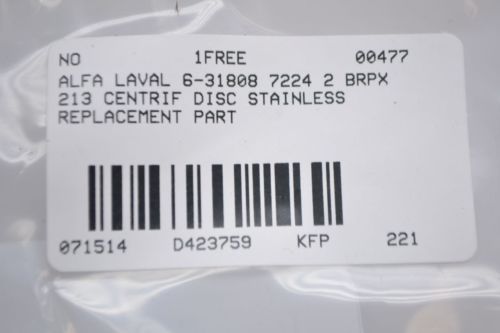 NO 1FREE 00477
ALFA LAVAL 6-31808 7224 2 BRPX
213 CENTRIF DISC STAINLESS
REPLACEMENT PART
071514 D423759 KFP 221